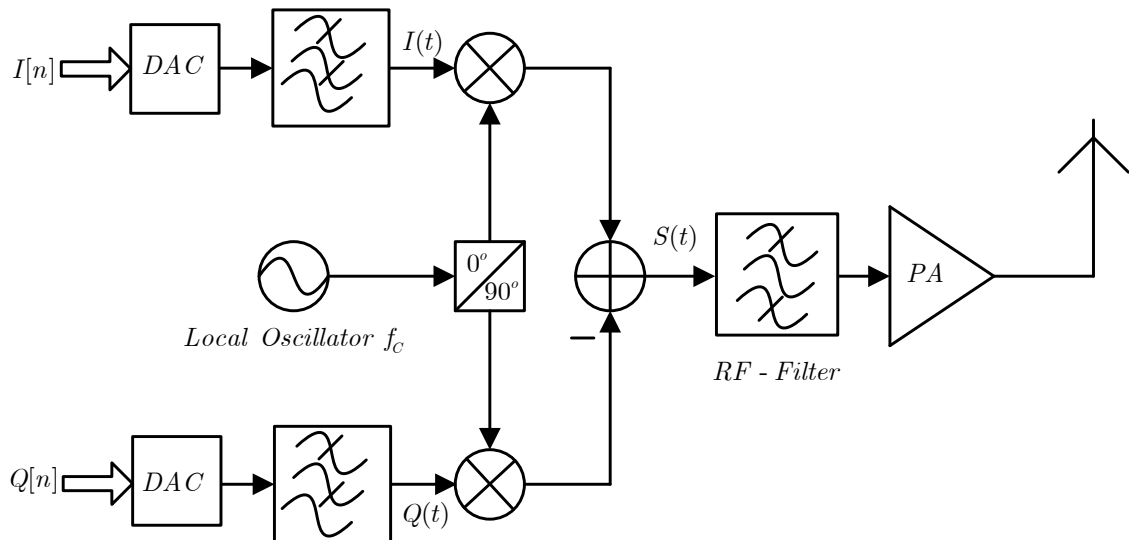 I[n]
DAC
I(t)
0°
90°
Local Oscillator f_C
S(t)
PA
RF - Filter
Q[n]
DAC
Q(t)